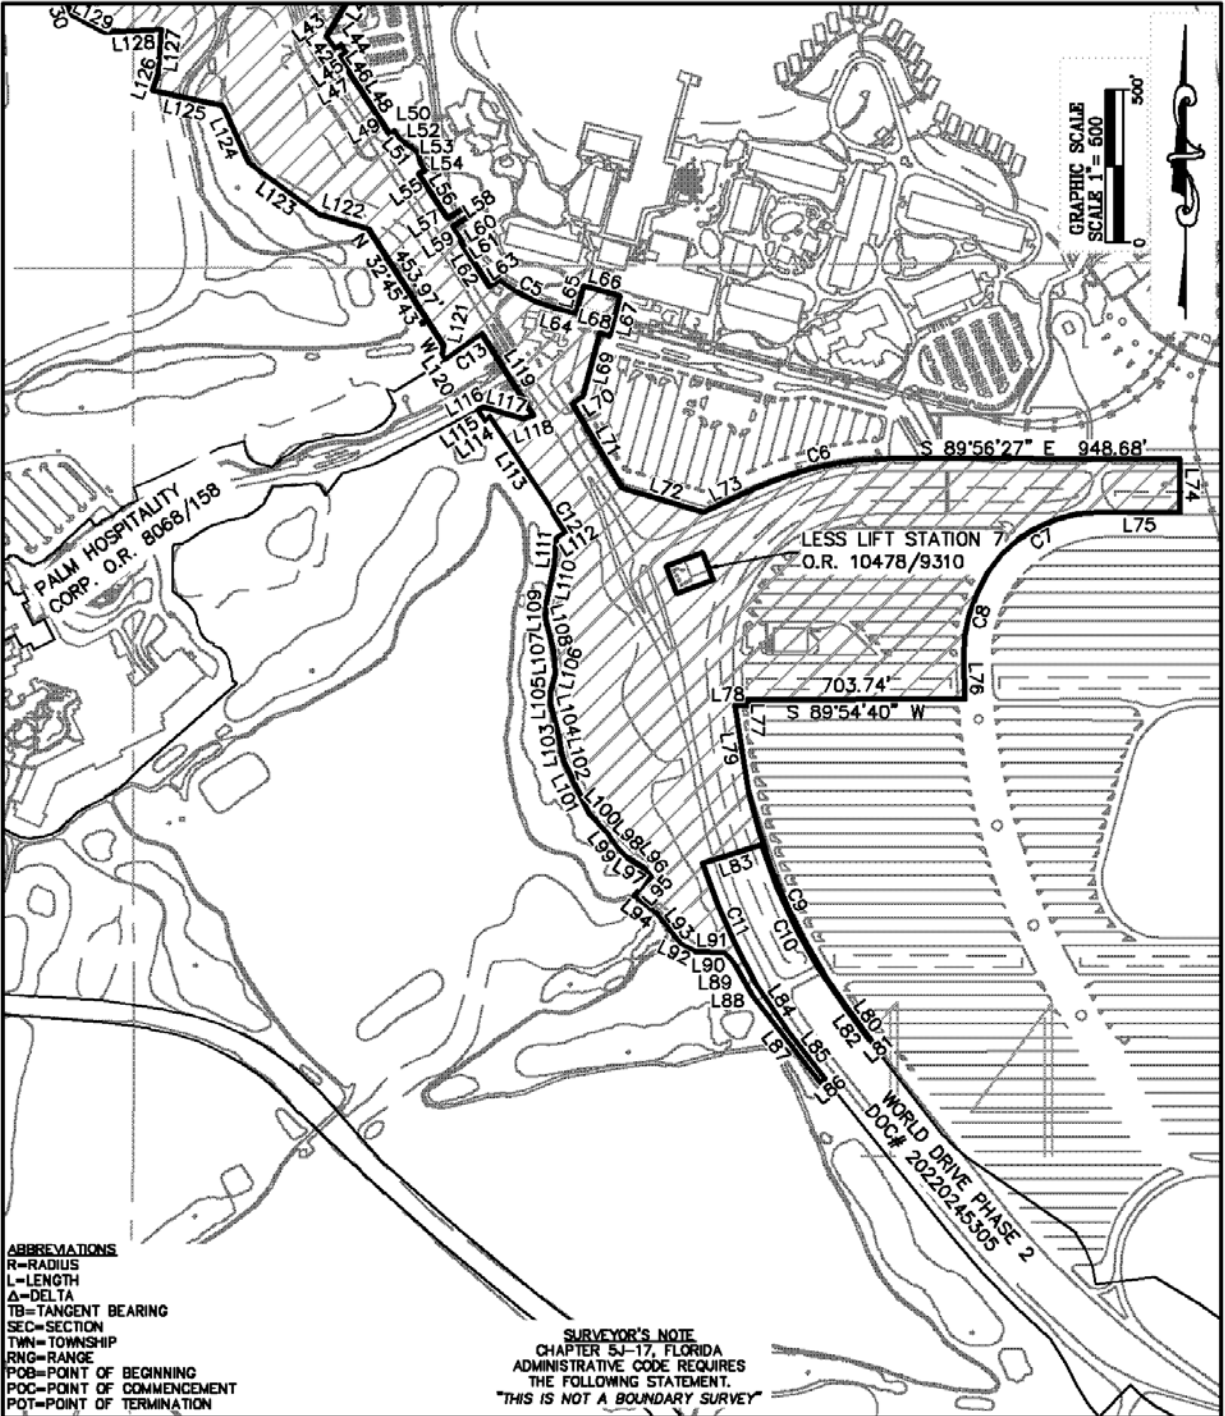 L129
30
L128
L127
L126
L125
L124
L123
L122
N 32°45'43" W
453.97'
L121
L120
L43
L44
L42
L45
L46
L47
L48
L49
L50
L51
L52
L53
L54
L55
L56
L57
L58
L59
L60
L61
L62
L63
C5
L64
L65
L66
L67
L68
L69
L70
L71
L72
L73
C6
S 89°56'27" E 948.68'
L74
L75
C7
C8
L76
703.74'
S 89°54'40" W
L77
L78
L79
GRAPHIC SCALE
SCALE 1"= 500
0
500'
C13
L119
L118
L117
L116
L115
L114
L113
C12
L112
L111
L110
L109
L108
L107
L106
L105
L104
L103
L102
L101
L100
L99
L98
L97
L96
L95
L94
L93
L92
L91
L90
L89
L88
L87
L86
L85
L84
L83
C11
C10
C9
L80
L81
L82
LESS LIFT STATION 7
O.R. 10478/9310
PALM HOSPITALITY
CORP. O.R. 8068/158
WORLD DRIVE PHASE 2
DOC# 20220245305
ABBREVIATIONS
R=RADIUS
L=LENGTH
Δ=DELTA
TB=TANGENT BEARING
SEC=SECTION
TWN=TOWNSHIP
RNG=RANGE
POB=POINT OF BEGINNING
POC=POINT OF COMMENCEMENT
POT=POINT OF TERMINATION
SURVEYOR'S NOTE
CHAPTER 5J-17, FLORIDA
ADMINISTRATIVE CODE REQUIRES
THE FOLLOWING STATEMENT.
"THIS IS NOT A BOUNDARY SURVEY"